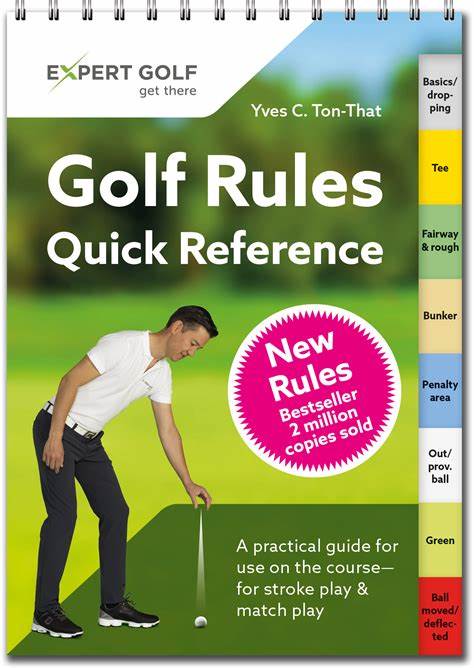 EXPERT GOLF
get there
Yves C. Ton-That
Golf Rules
Quick Reference
New
Rules
Bestseller
2 million
copies sold
A practical guide for
use on the course—
for stroke play &
match play
Basics/
drop-
ping
Tee
Fairway
& rough
Bunker
Penalty
area
Out/
prov.
ball
Green
Ball
moved/
deflec-
ted